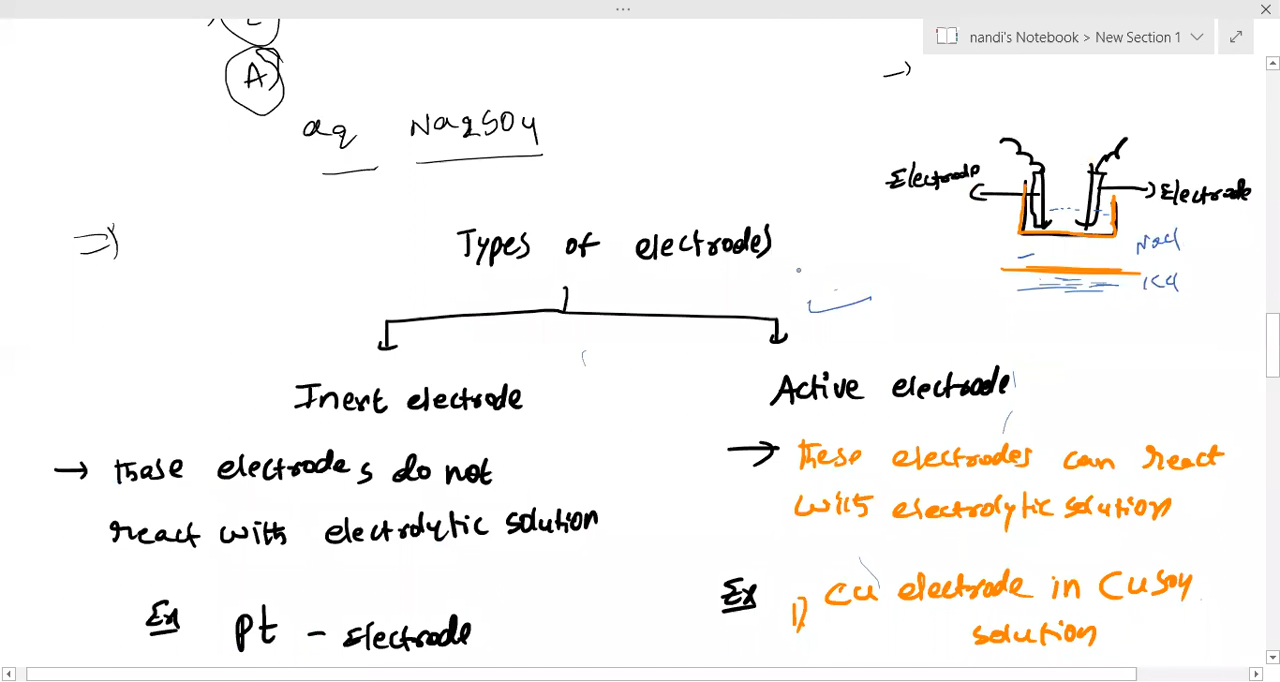 nandi's Notebook > New Section 1
A
aq Na2SO4
Electrode
Electrode
NaCl
KCl
Types of electrodes
Inert electrode
Active electrode
→ these electrodes do not
react with electrolytic solution
Ex pt - Electrode
→ these electrodes can react
with electrolytic solution
Ex 1) Cu electrode in CuSO4
solution